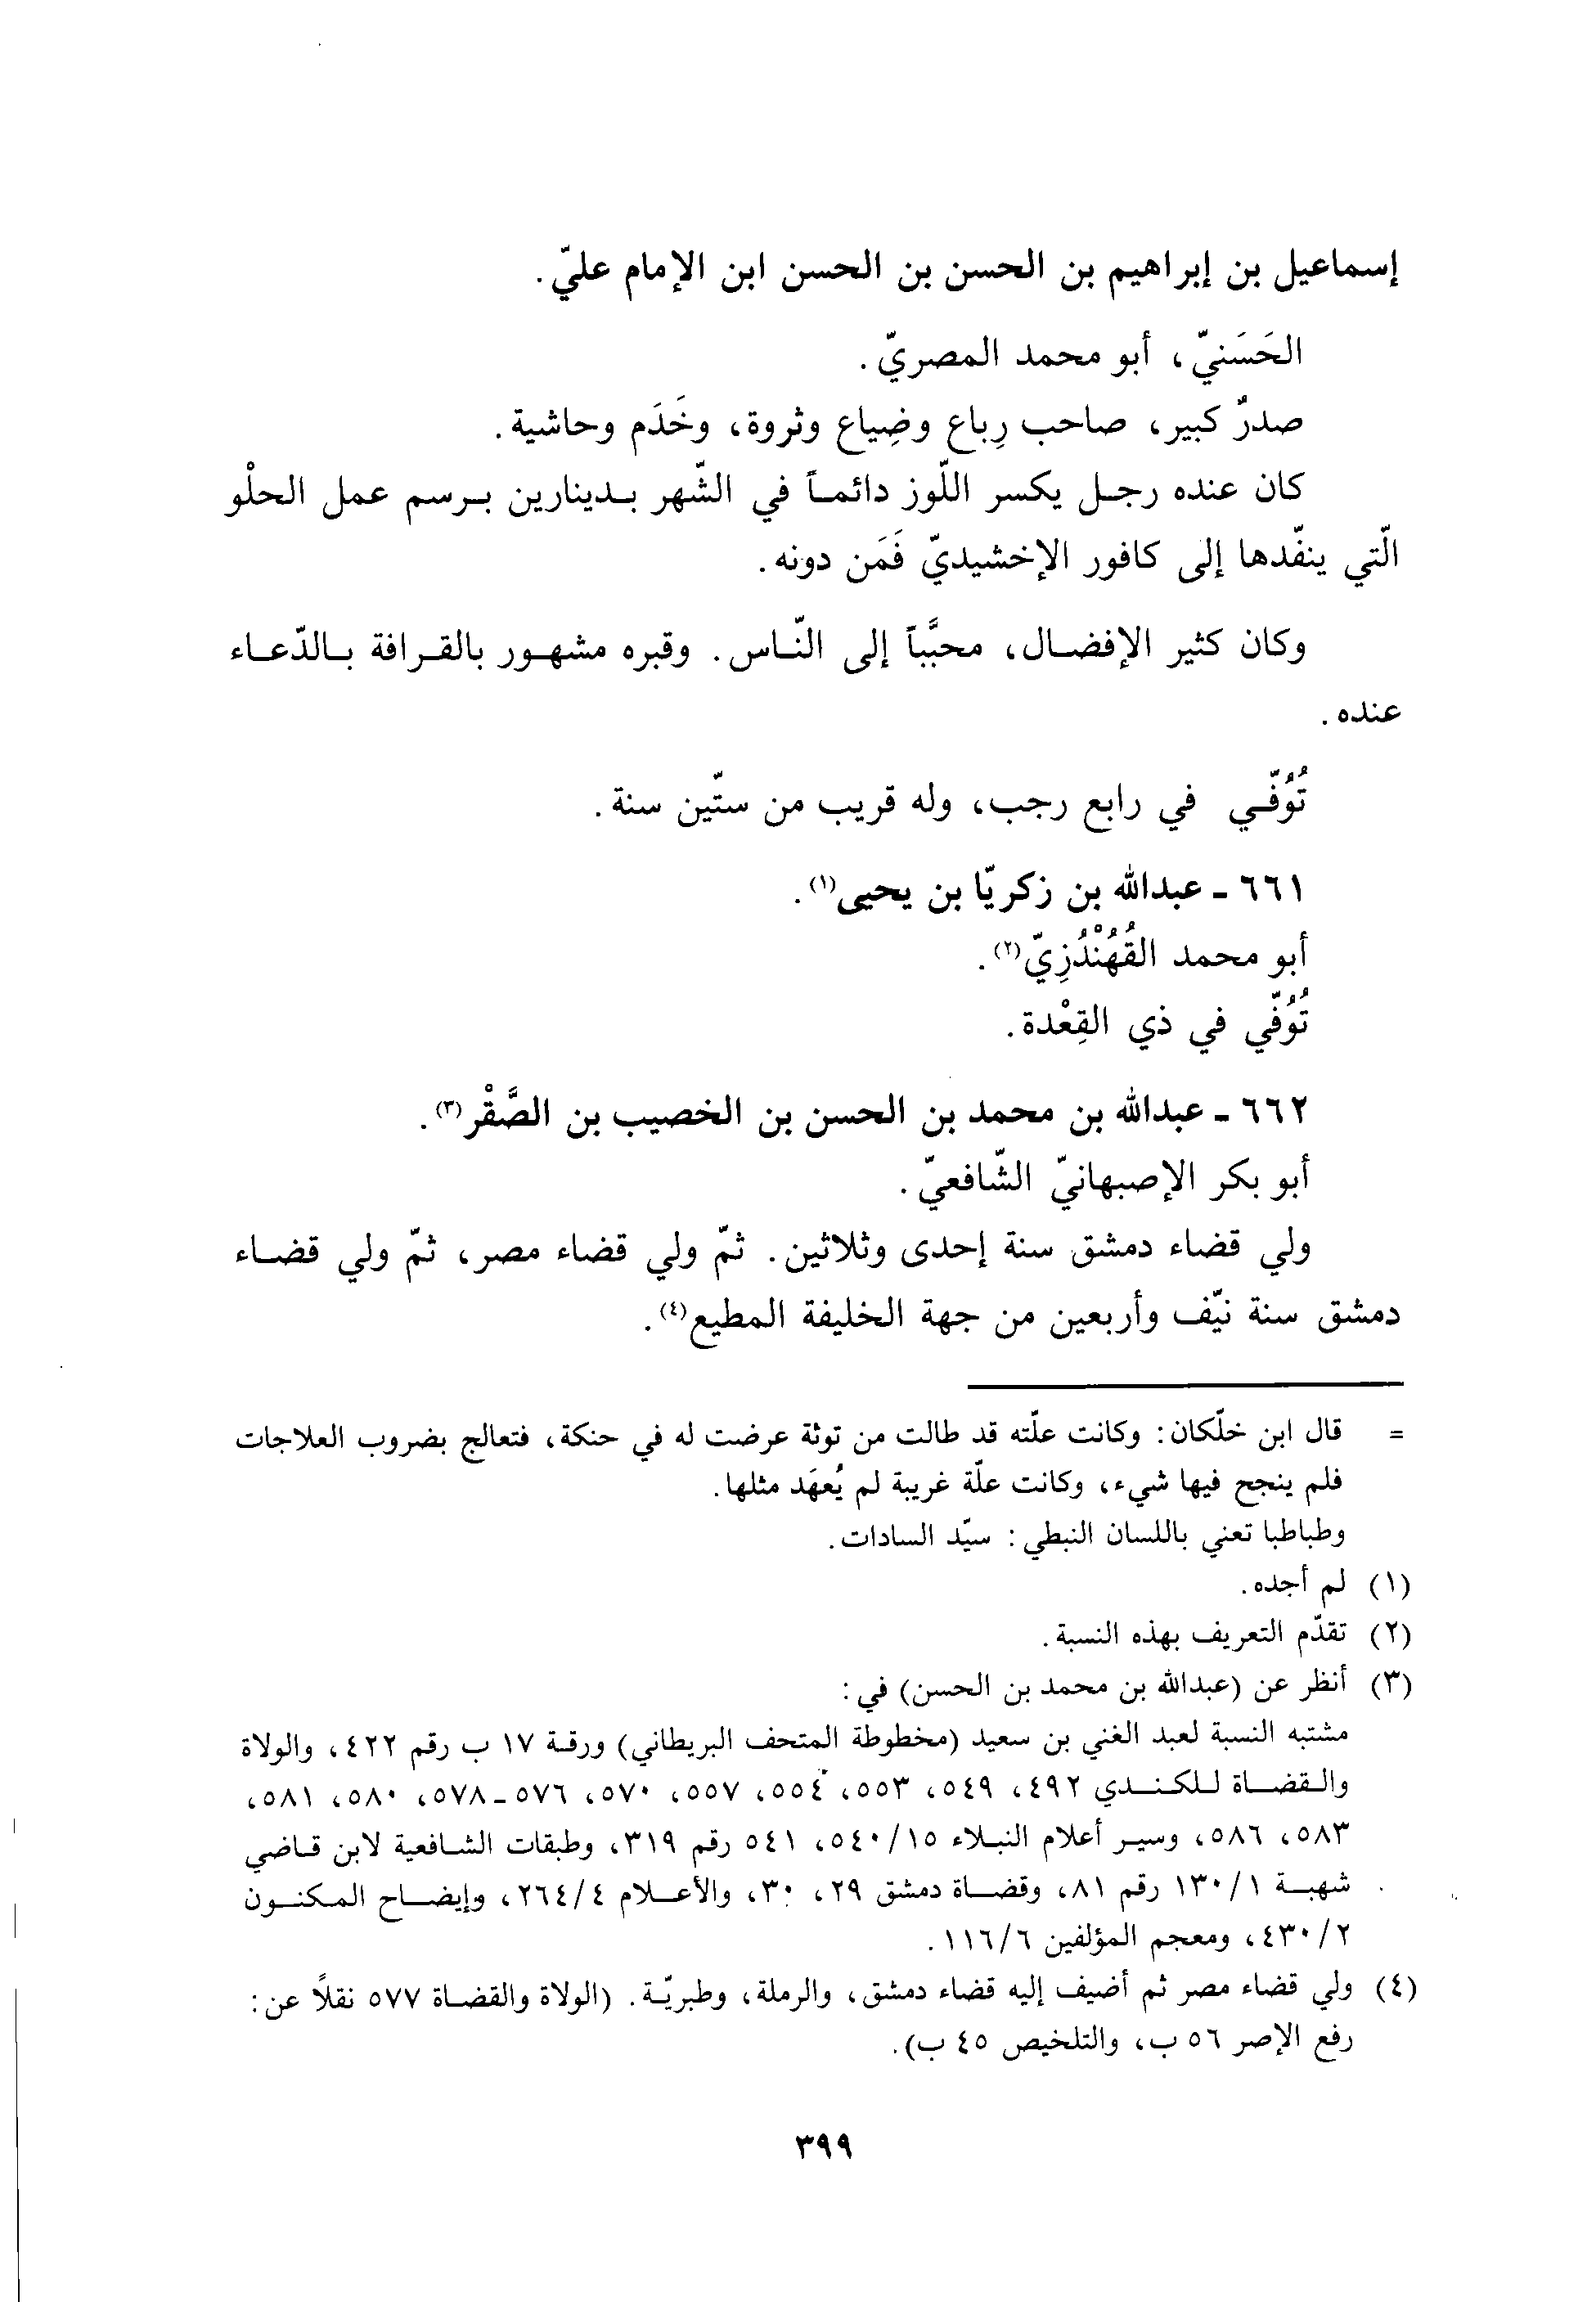 إسماعيل بن إبراهيم بن الحسن بن الحسن ابن الإمام عليّ.
الحَسَنيّ، أبو محمد المصريّ.
صدرٌ كبير، صاحب رِباع وضِياع وثروة، وخَدَم وحاشية.
كان عنده رجل يكسر اللّوز دائماً في الشّهر بدينارين برسم عمل الحلْو
الّتي ينفّدها إلى كافور الإخشيديّ فَمَن دونه.
وكان كثير الإفضال، محبَّباً إلى النّاس. وقبره مشهور بالقرافة بالدّعاء
عنده.
تُوُفّي في رابع رجب، وله قريب من ستّين سنة.
٦٦١ - عبدالله بن زكريّا بن يحيى(١).
أبو محمد القُهُنْدُزِيّ(٢).
تُوُفّي في ذي القِعْدة.
٦٦٢ - عبدالله بن محمد بن الحسن بن الخصيب بن الصَّقْر(٣).
أبو بكر الإصبهانيّ الشّافعيّ.
ولي قضاء دمشق سنة إحدى وثلاثين. ثمّ ولي قضاء مصر، ثمّ ولي قضاء
دمشق سنة نيّف وأربعين من جهة الخليفة المطيع(٤).
= قال ابن خلّكان: وكانت علّته قد طالت من توثة عرضت له في حنكة، فتعالج بضروب العلاجات
فلم ينجح فيها شيء، وكانت علّة غريبة لم يُعهَد مثلها.
وطباطبا تعني باللسان النبطي: سيّد السادات.
(١) لم أجده.
(٢) تقدّم التعريف بهذه النسبة.
(٣) أنظر عن (عبدالله بن محمد بن الحسن) في:
مشتبه النسبة لعبد الغني بن سعيد (مخطوطة المتحف البريطاني) ورقة ١٧ ب رقم ٤٢٢، والولاة
والقضاة للكندي ٤٩٢، ٥٤٩، ٥٥٣، ٥٥٤، ٥٥٧، ٥٧٠، ٥٧٦-٥٧٨، ٥٨٠، ٥٨١،
٥٨٣، ٥٨٦، وسير أعلام النبلاء ١٥/٥٤٠، ٥٤١ رقم ٣١٩، وطبقات الشافعية لابن قاضي
شهبة ١/١٣٠ رقم ٨١، وقضاة دمشق ٢٩، ٣٠، والأعلام ٤/٢٦٤، وإيضاح المكنون
٢/٤٣٠، ومعجم المؤلفين ٦/١١٦.
(٤) ولي قضاء مصر ثم أضيف إليه قضاء دمشق، والرملة، وطبريّة. (الولاة والقضاة ٥٧٧ نقلاً عن:
رفع الإصر ٥٦ ب، والتلخيص ٤٥ ب).
٣٩٩